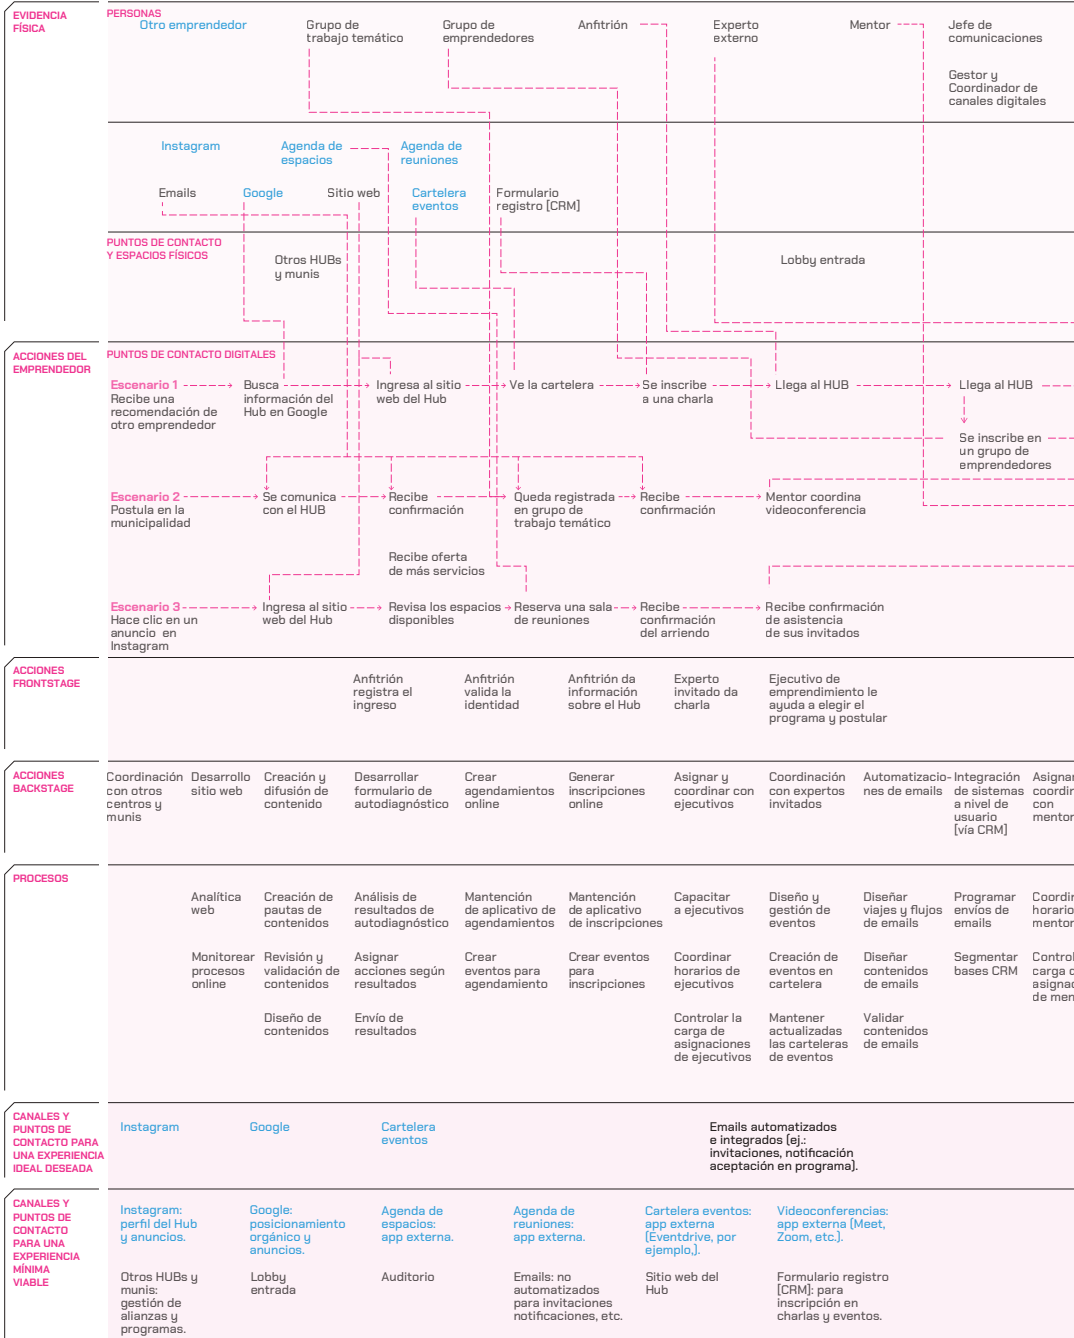 EVIDENCIA
FÍSICA
PERSONAS
Otro emprendedor
Grupo de
trabajo temático
Grupo de
emprendedores
Anfitrión
Experto
externo
Mentor
Jefe de
comunicaciones
Gestor y
Coordinador de
canales digitales
Instagram
Agenda de
espacios
Agenda de
reuniones
Emails
Google
Sitio web
Cartelera
eventos
Formulario
registro [CRM]
PUNTOS DE CONTACTO
Y ESPACIOS FÍSICOS
Otros HUBs
y munis
Lobby entrada
ACCIONES DEL
EMPRENDEDOR
PUNTOS DE CONTACTO DIGITALES
Escenario 1
Recibe una
recomendación de
otro emprendedor
Busca
información del
Hub en Google
Ingresa al sitio
web del Hub
Ve la cartelera
Se inscribe
a una charla
Llega al HUB
Llega al HUB
Se inscribe en
un grupo de
emprendedores
Escenario 2
Postula en la
municipalidad
Se comunica
con el HUB
Recibe
confirmación
Queda registrada
en grupo de
trabajo temático
Recibe
confirmación
Mentor coordina
videoconferencia
Recibe oferta
de más servicios
Escenario 3
Hace clic en un
anuncio en
Instagram
Ingresa al sitio
web del Hub
Revisa los espacios
disponibles
Reserva una sala
de reuniones
Recibe
confirmación
del arriendo
Recibe confirmación
de asistencia
de sus invitados
ACCIONES
FRONTSTAGE
Anfitrión
registra el
ingreso
Anfitrión
valida la
identidad
Anfitrión da
información
sobre el Hub
Experto
invitado da
charla
Ejecutivo de
emprendimiento le
ayuda a elegir el
programa y postular
ACCIONES
BACKSTAGE
Coordinación
con otros
centros y
munis
Desarrollo
sitio web
Creación y
difusión de
contenido
Desarrollar
formulario de
autodiagnóstico
Crear
agendamientos
online
Generar
inscripciones
online
Asignar y
coordinar con
ejecutivos
Coordinación
con expertos
invitados
Automatizacio-
nes de emails
Integración
de sistemas
a nivel de
usuario
[vía CRM]
Asignar
coordin
con
mentor
PROCESOS
Analítica
web
Creación de
pautas de
contenidos
Análisis de
resultados de
autodiagnóstico
Mantención
de aplicativo de
agendamientos
Mantención
de aplicativo
de inscripciones
Capacitar
a ejecutivos
Diseño y
gestión de
eventos
Diseñar
viajes y flujos
de emails
Programar
envíos de
emails
Coordin
horario
mentor
Monitorear
procesos
online
Revisión y
validación de
contenidos
Asignar
acciones según
resultados
Crear
eventos para
agendamiento
Crear eventos
para
inscripciones
Coordinar
horarios de
ejecutivos
Creación de
eventos en
cartelera
Diseñar
contenidos
de emails
Segmentar
bases CRM
Control
carga d
asignac
de men
Diseño de
contenidos
Envío de
resultados
Controlar la
carga de
asignaciones
de ejecutivos
Mantener
actualizadas
las carteleras
de eventos
Validar
contenidos
de emails
CANALES Y
PUNTOS DE
CONTACTO PARA
UNA EXPERIENCIA
IDEAL DESEADA
Instagram
Google
Cartelera
eventos
Emails automatizados
e integrados (ej.:
invitaciones, notificación
aceptación en programa).
CANALES Y
PUNTOS DE
CONTACTO
PARA UNA
EXPERIENCIA
MÍNIMA
VIABLE
Instagram:
perfil del Hub
y anuncios.
Google:
posicionamiento
orgánico y
anuncios.
Agenda de
espacios:
app externa.
Agenda de
reuniones:
app externa.
Cartelera eventos:
app externa
(Eventdrive, por
ejemplo,).
Videoconferencias:
app externa (Meet,
Zoom, etc.).
Otros HUBs y
munis:
gestión de
alianzas y
programas.
Lobby
entrada
Auditorio
Emails: no
automatizados
para invitaciones
notificaciones, etc.
Sitio web del
Hub
Formulario registro
[CRM]: para
inscripción en
charlas y eventos.